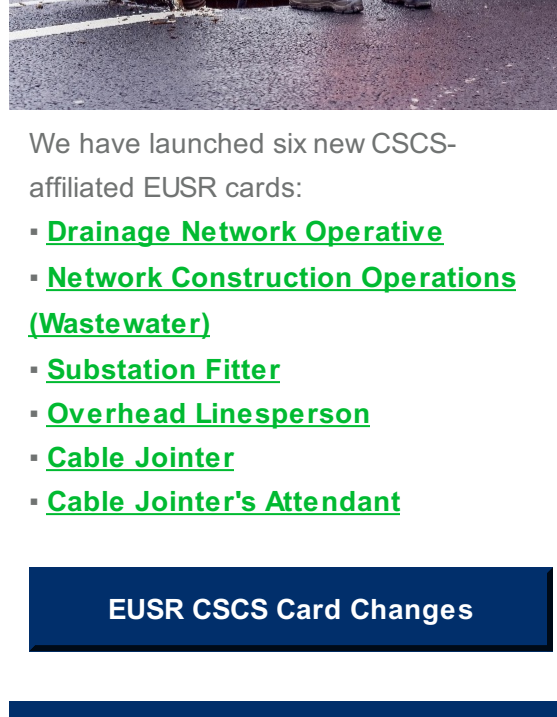 We have launched six new CSCS-
affiliated EUSR cards:
▪ Drainage Network Operative
▪ Network Construction Operations
(Wastewater)
▪ Substation Fitter
▪ Overhead Linesperson
▪ Cable Jointer
▪ Cable Jointer's Attendant
EUSR CSCS Card Changes